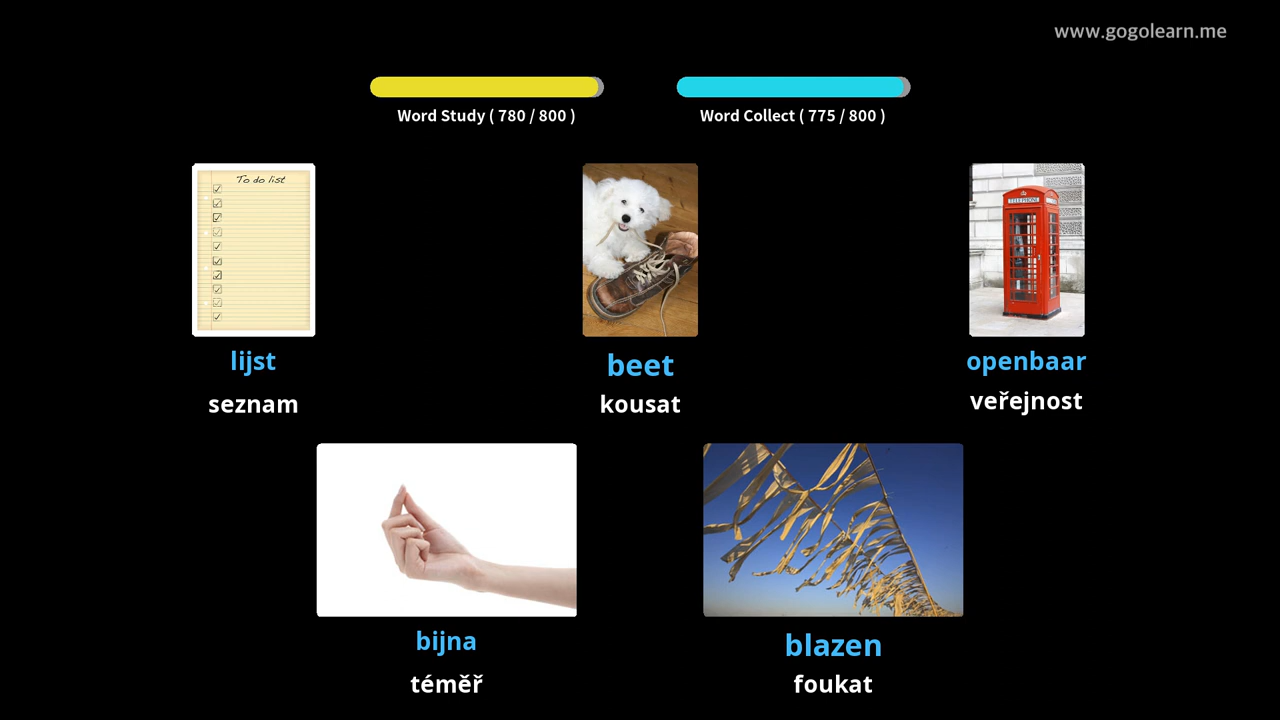 www.gogolearn.me
Word Study ( 780 / 800 )
Word Collect ( 775 / 800 )
To do list
TELEPHONE
lijst
beet
openbaar
seznam
kousat
veřejnost
bijna
blazen
téměř
foukat